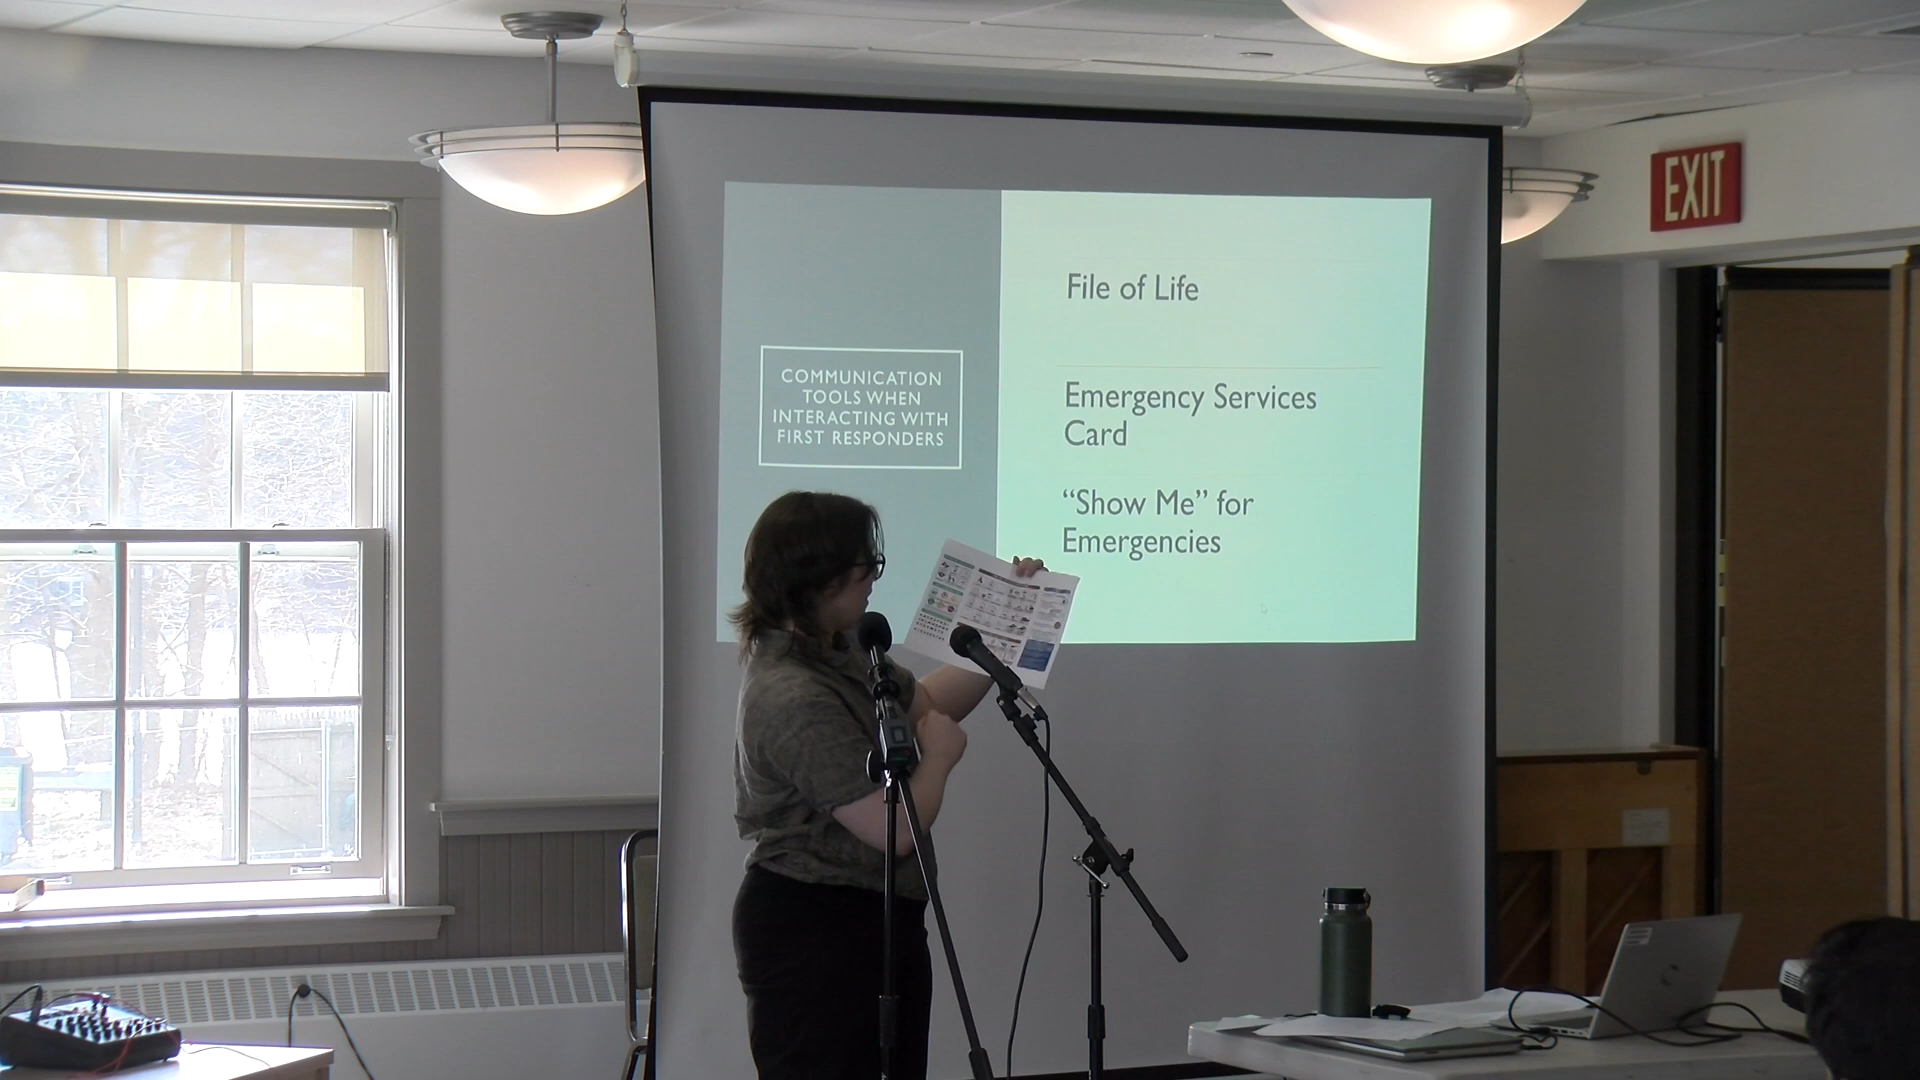 EXIT
COMMUNICATION
TOOLS WHEN
INTERACTING WITH
FIRST RESPONDERS
File of Life
Emergency Services
Card
“Show Me” for
Emergencies